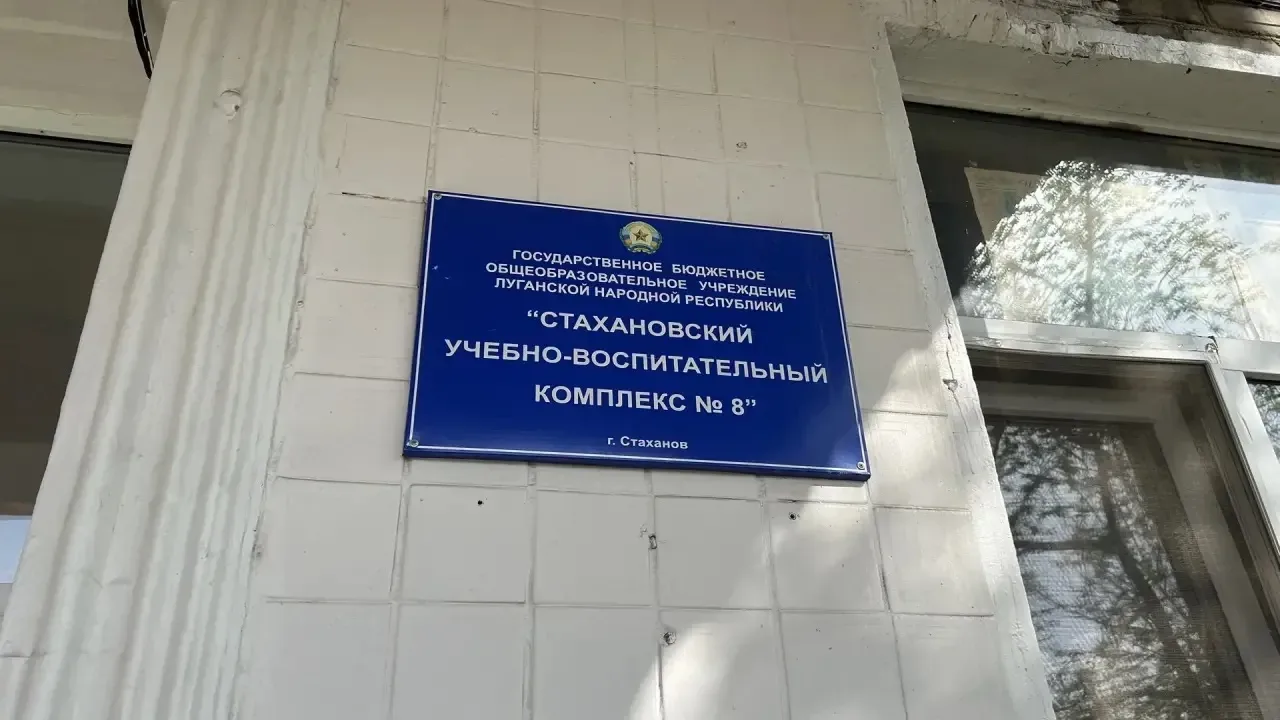 ГОСУДАРСТВЕННОЕ БЮДЖЕТНОЕ
ОБЩЕОБРАЗОВАТЕЛЬНОЕ УЧРЕЖДЕНИЕ
ЛУГАНСКОЙ НАРОДНОЙ РЕСПУБЛИКИ
“СТАХАНОВСКИЙ
УЧЕБНО-ВОСПИТАТЕЛЬНЫЙ
КОМПЛЕКС № 8”
г. Стаханов